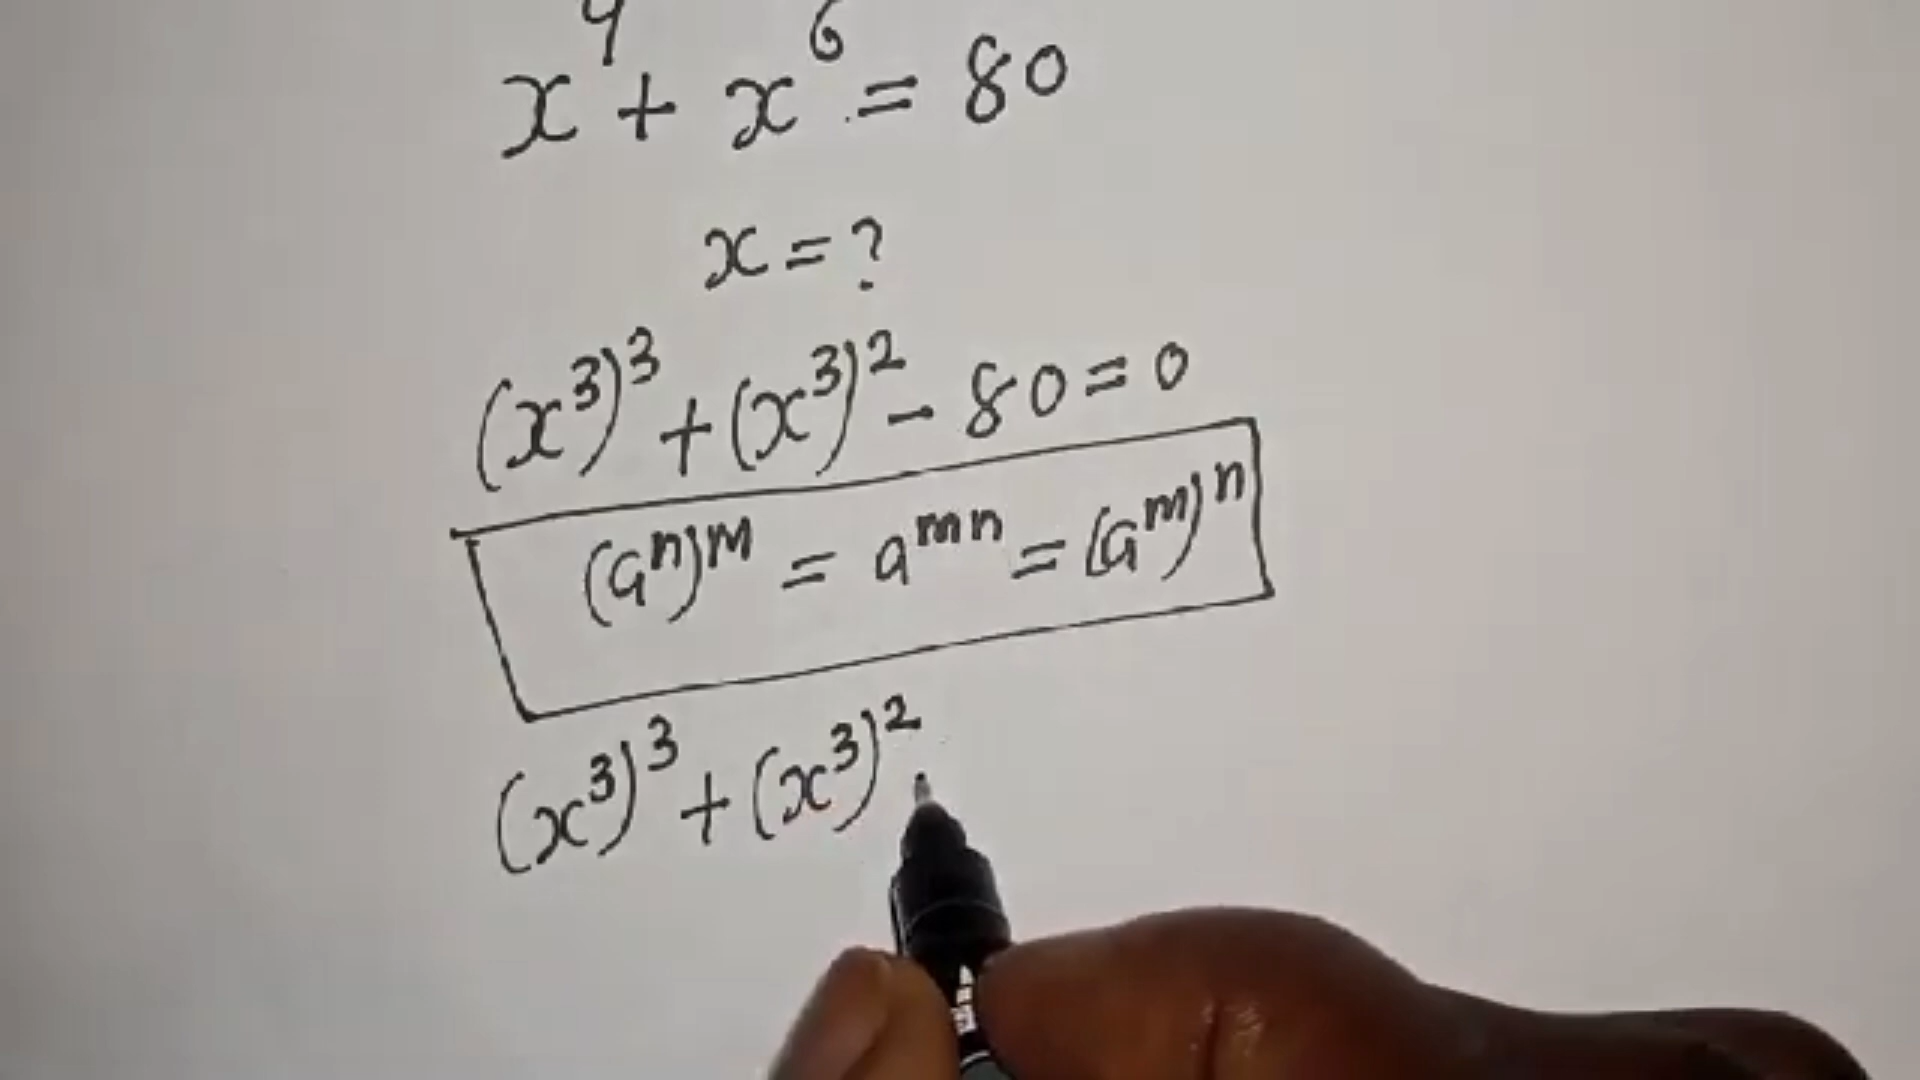 x⁹ + x⁶ = 80
x = ?
(x³)³ + (x³)² - 80 = 0
(aⁿ)ᵐ = aᵐⁿ = (aᵐ)ⁿ
(x³)³ + (x³)²